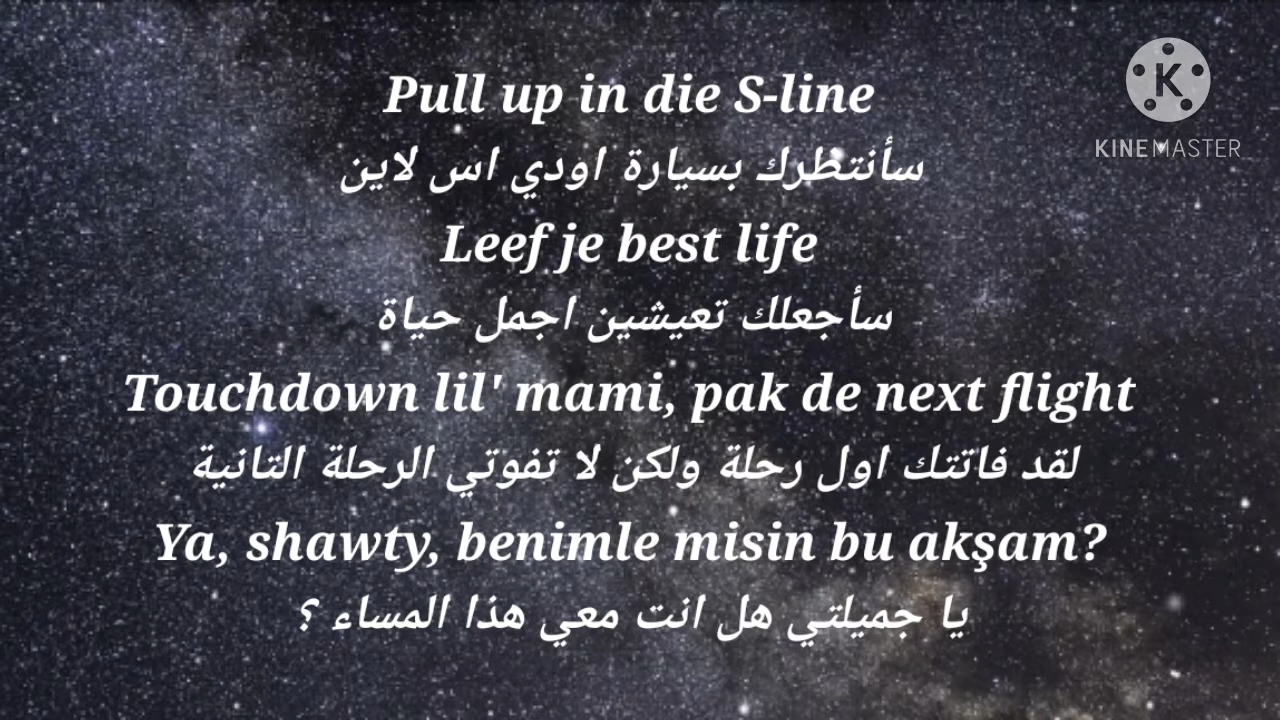 Pull up in die S-line
سأنتظرك بسيارة اودي اس لاين
Leef je best life
سأجعلك تعيشين اجمل حياة
Touchdown lil' mami, pak de next flight
لقد فاتتك اول رحلة ولكن لا تفوتي الرحلة التانية
Ya, shawty, benimle misin bu akşam?
يا جميلتي هل انت معي هذا المساء ؟
K
KINEMASTER